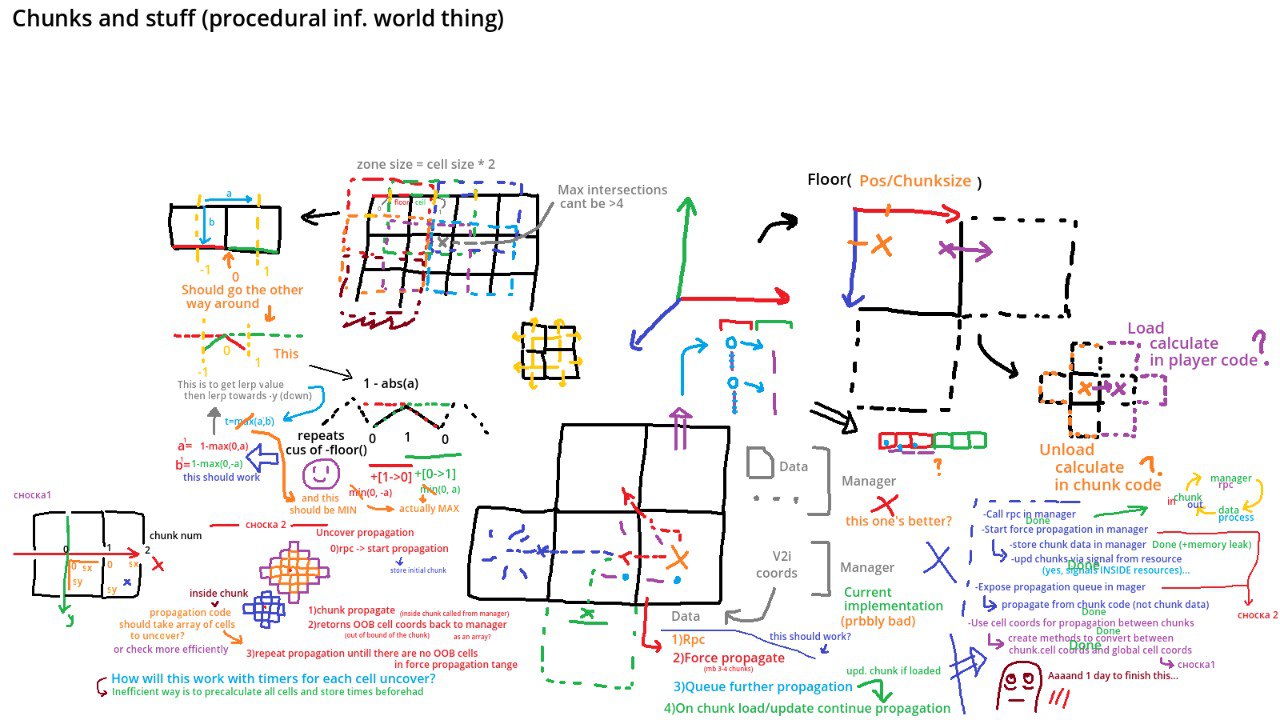 Chunks and stuff (procedural inf. world thing)
zone size = cell size * 2
Max intersections
cant be >4
a
b
-1
0
1
Should go the other
way around
0
floor
ceil
1
-1
0
1
This
This is to get lerp value
then lerp towards -y (down)
t=max(a,b)
a'= 1-max(0,a)
b'=1-max(0,-a)
this should work
1 - abs(a)
0
1
0
repeats
cus of -floor()
+[1->0]
+[0->1]
min(0, -a)
min(0, a)
and this
should be MIN
actually MAX
Floor( Pos/Chunksize )
Load
calculate
in player code ?
Unload
calculate
in chunk code ?
?
Data
...
Manager
this one's better?
V2i
coords
Manager
Current
implementation
(prbbly bad)
Data
1)Rpc
2)Force propagate
(mb 3-4 chunks)
this should work?
3)Queue further propagation
upd. chunk if loaded
4)On chunk load/update continue propagation
сноска1
chunk num
0
1
2
0
sx
0
sx
sy
sy
x
y
сноска 2
Uncover propagation
0)rpc -> start propagation
store initial chunk
inside chunk
propagation code
should take array of cells
to uncover?
or check more efficiently
1)chunk propagate (inside chunk called from manager)
2)retorns OOB cell coords back to manager
(out of bound of the chunk) as an array?
3)repeat propagation untill there are no OOB cells
in force propagation tange
How will this work with timers for each cell uncover?
Inefficient way is to precalculate all cells and store times beforehad
manager
rpc
in
chunk
out
data
process
-Call rpc in manager
Done
-Start force propagation in manager
-store chunk data in manager Done (+memory leak)
-upd chunks via signal from resource
Done
(yes, signals INSIDE resources)...
-Expose propagation queue in mager
propagate from chunk code (not chunk data)
сноска 2
-Use cell coords for propagation between chunks
Done
create methods to convert between
Done
chunk.cell coords and global cell coords
Done
сноска1
Aaaand 1 day to finish this...